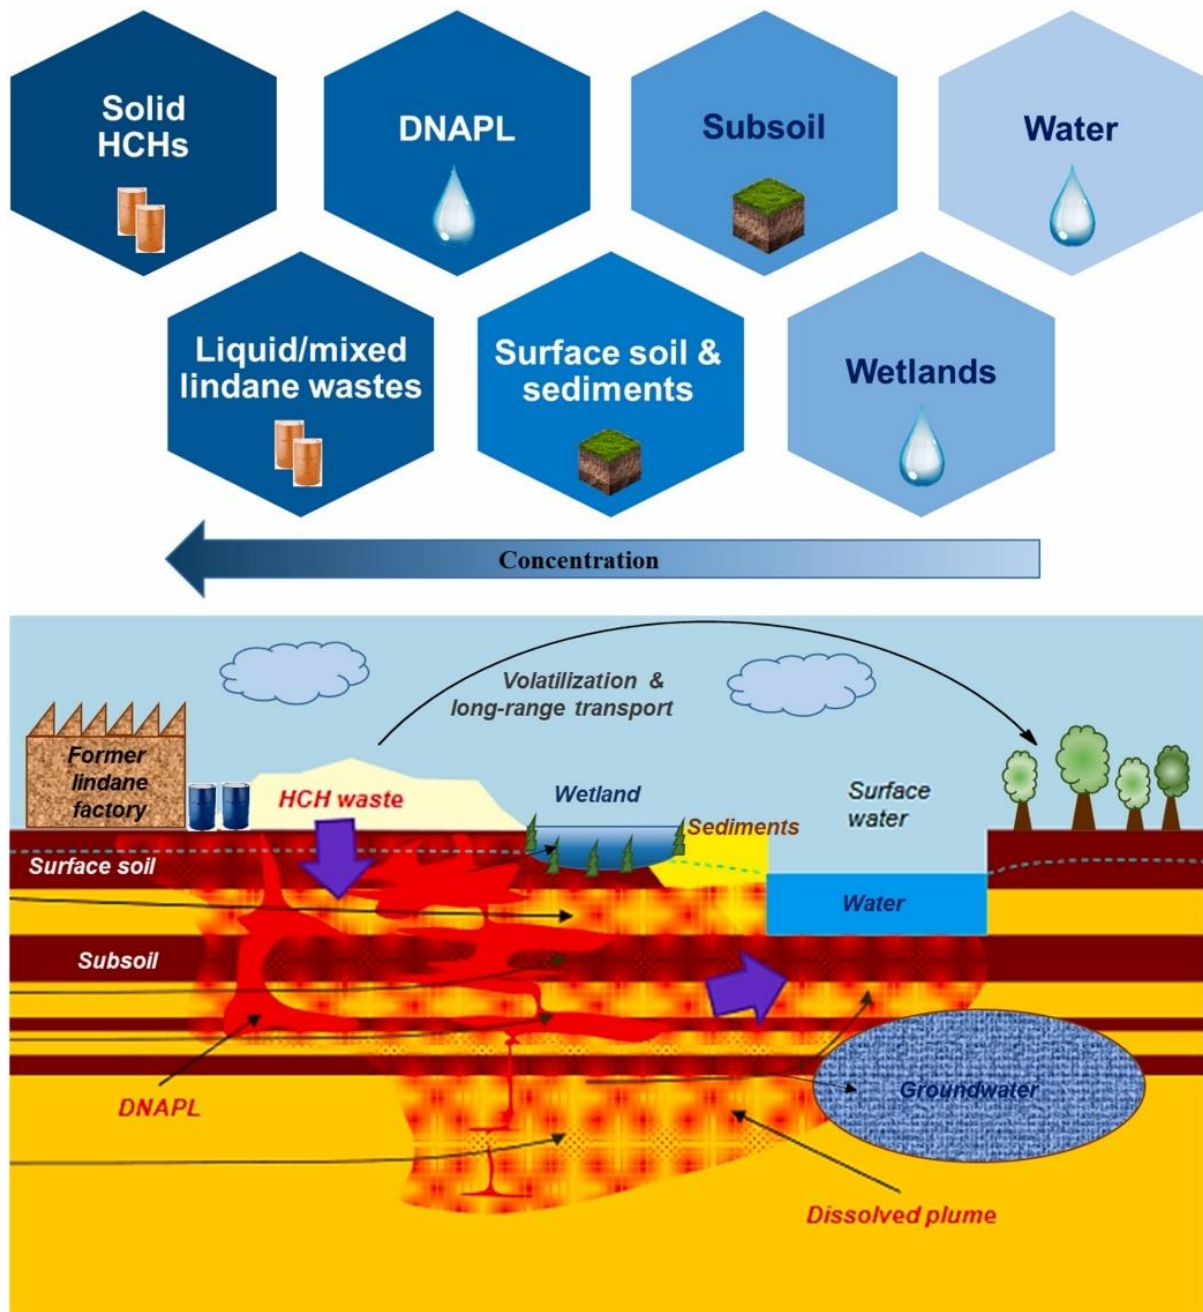 Solid
HCHs
DNAPL
Subsoil
Water
Liquid/mixed
lindane wastes
Surface soil &
sediments
Wetlands
Concentration
Volatilization &
long-range transport
Former
lindane
factory
HCH waste
Wetland
Surface
water
Sediments
Surface soil
Water
Subsoil
Groundwater
DNAPL
Dissolved plume